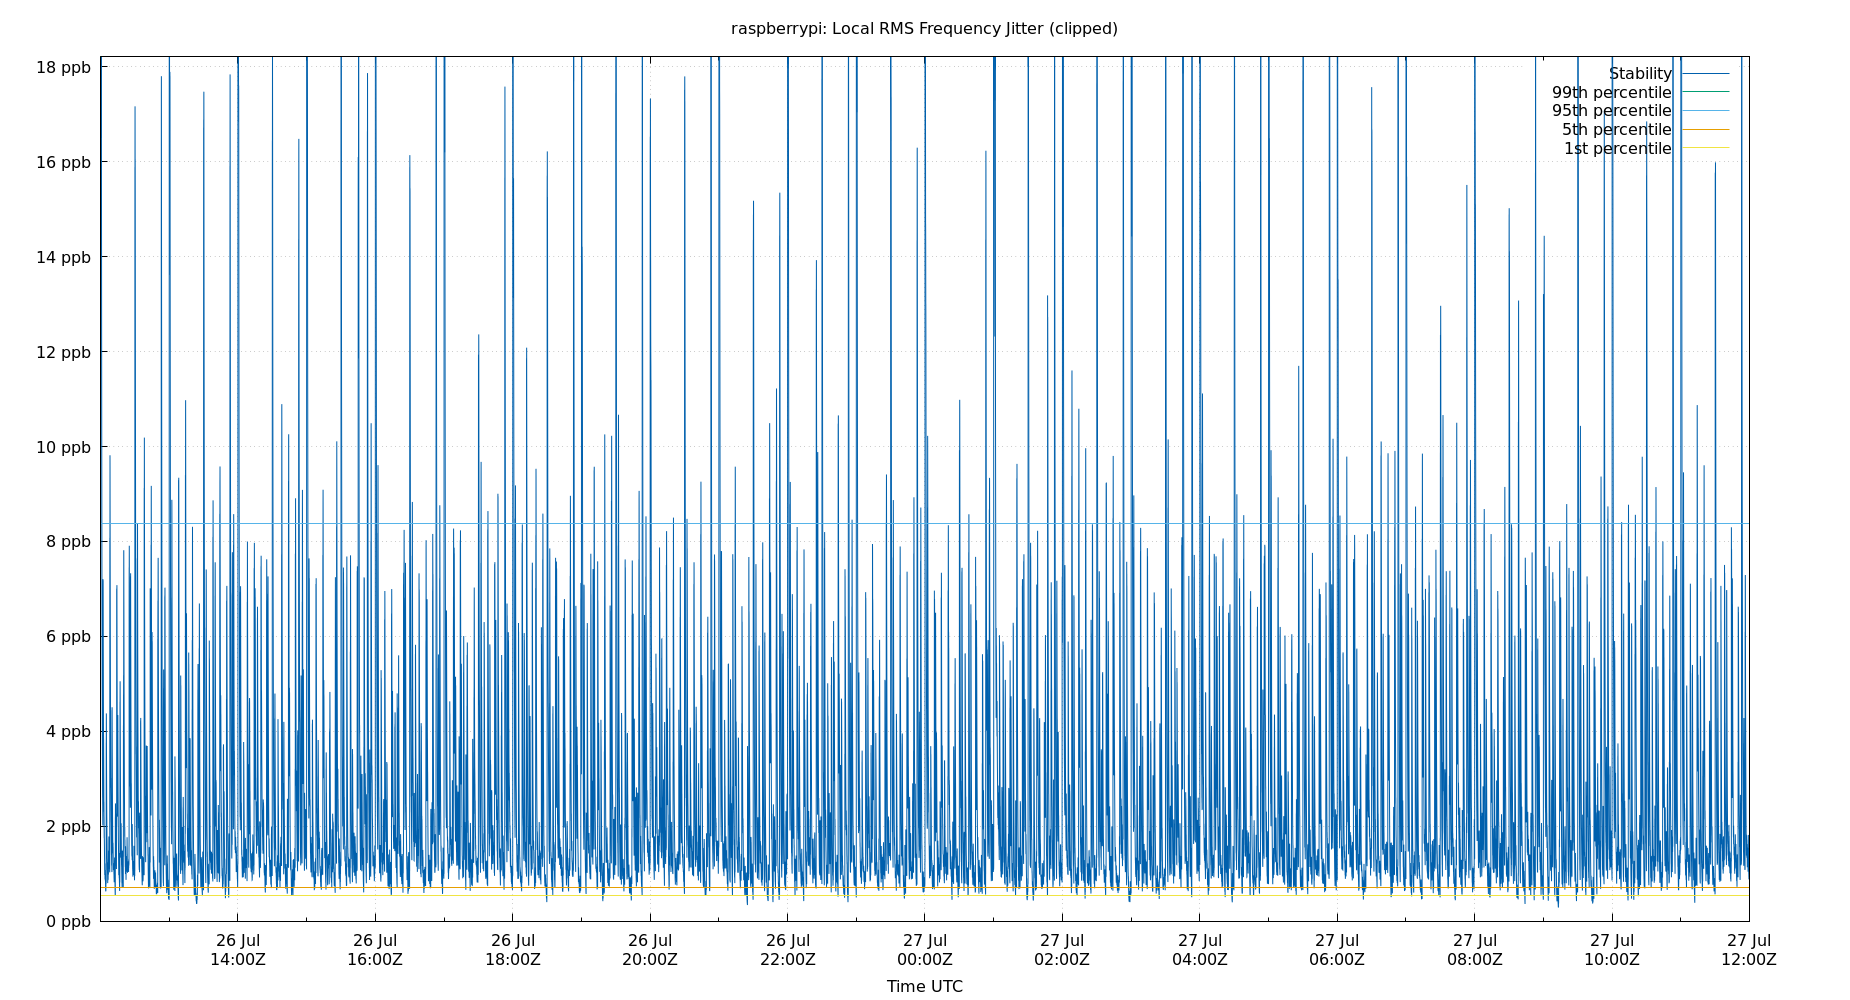 raspberrypi: Local RMS Frequency Jitter (clipped)
18 ppb
16 ppb
14 ppb
12 ppb
10 ppb
8 ppb
6 ppb
4 ppb
2 ppb
0 ppb
Stability
99th percentile
95th percentile
5th percentile
1st percentile
26 Jul 26 Jul 26 Jul 26 Jul 26 Jul 27 Jul 27 Jul 27 Jul 27 Jul 27 Jul 27 Jul 27 Jul
14:00Z 16:00Z 18:00Z 20:00Z 22:00Z 00:00Z 02:00Z 04:00Z 06:00Z 08:00Z 10:00Z 12:00Z
Time UTC